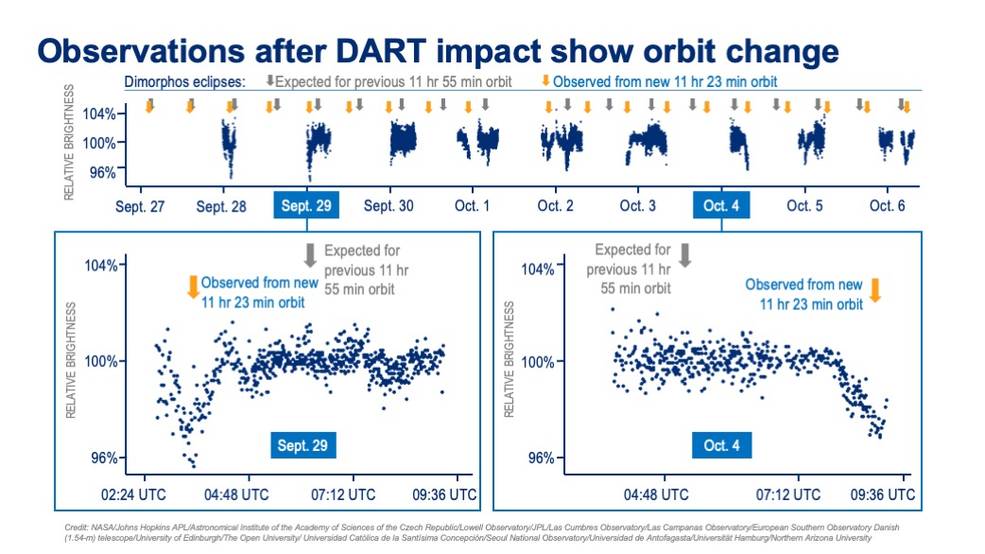 Observations after DART impact show orbit change
Dimorphos eclipses: Expected for previous 11 hr 55 min orbit Observed from new 11 hr 23 min orbit
RELATIVE BRIGHTNESS
104%
100%
96%
Sept. 27 Sept. 28 Sept. 29 Sept. 30 Oct. 1 Oct. 2 Oct. 3 Oct. 4 Oct. 5 Oct. 6
RELATIVE BRIGHTNESS
104%
100%
96%
Expected for
previous 11 hr
55 min orbit
Observed from new
11 hr 23 min orbit
Sept. 29
02:24 UTC 04:48 UTC 07:12 UTC 09:36 UTC
RELATIVE BRIGHTNESS
104%
100%
96%
Expected for
previous 11 hr
55 min orbit
Observed from new
11 hr 23 min orbit
Oct. 4
04:48 UTC 07:12 UTC 09:36 UTC
Credit: NASA/Johns Hopkins APL/Astronomical Institute of the Academy of Sciences of the Czech Republic/Lowell Observatory/JPL/Las Cumbres Observatory/Las Campanas Observatory/European Southern Observatory Danish
(1.54-m) telescope/University of Edinburgh/The Open University/ Universidad Católica de la Santísima Concepción/Seoul National Observatory/Universidad de Antofagasta/Universität Hamburg/Northern Arizona University